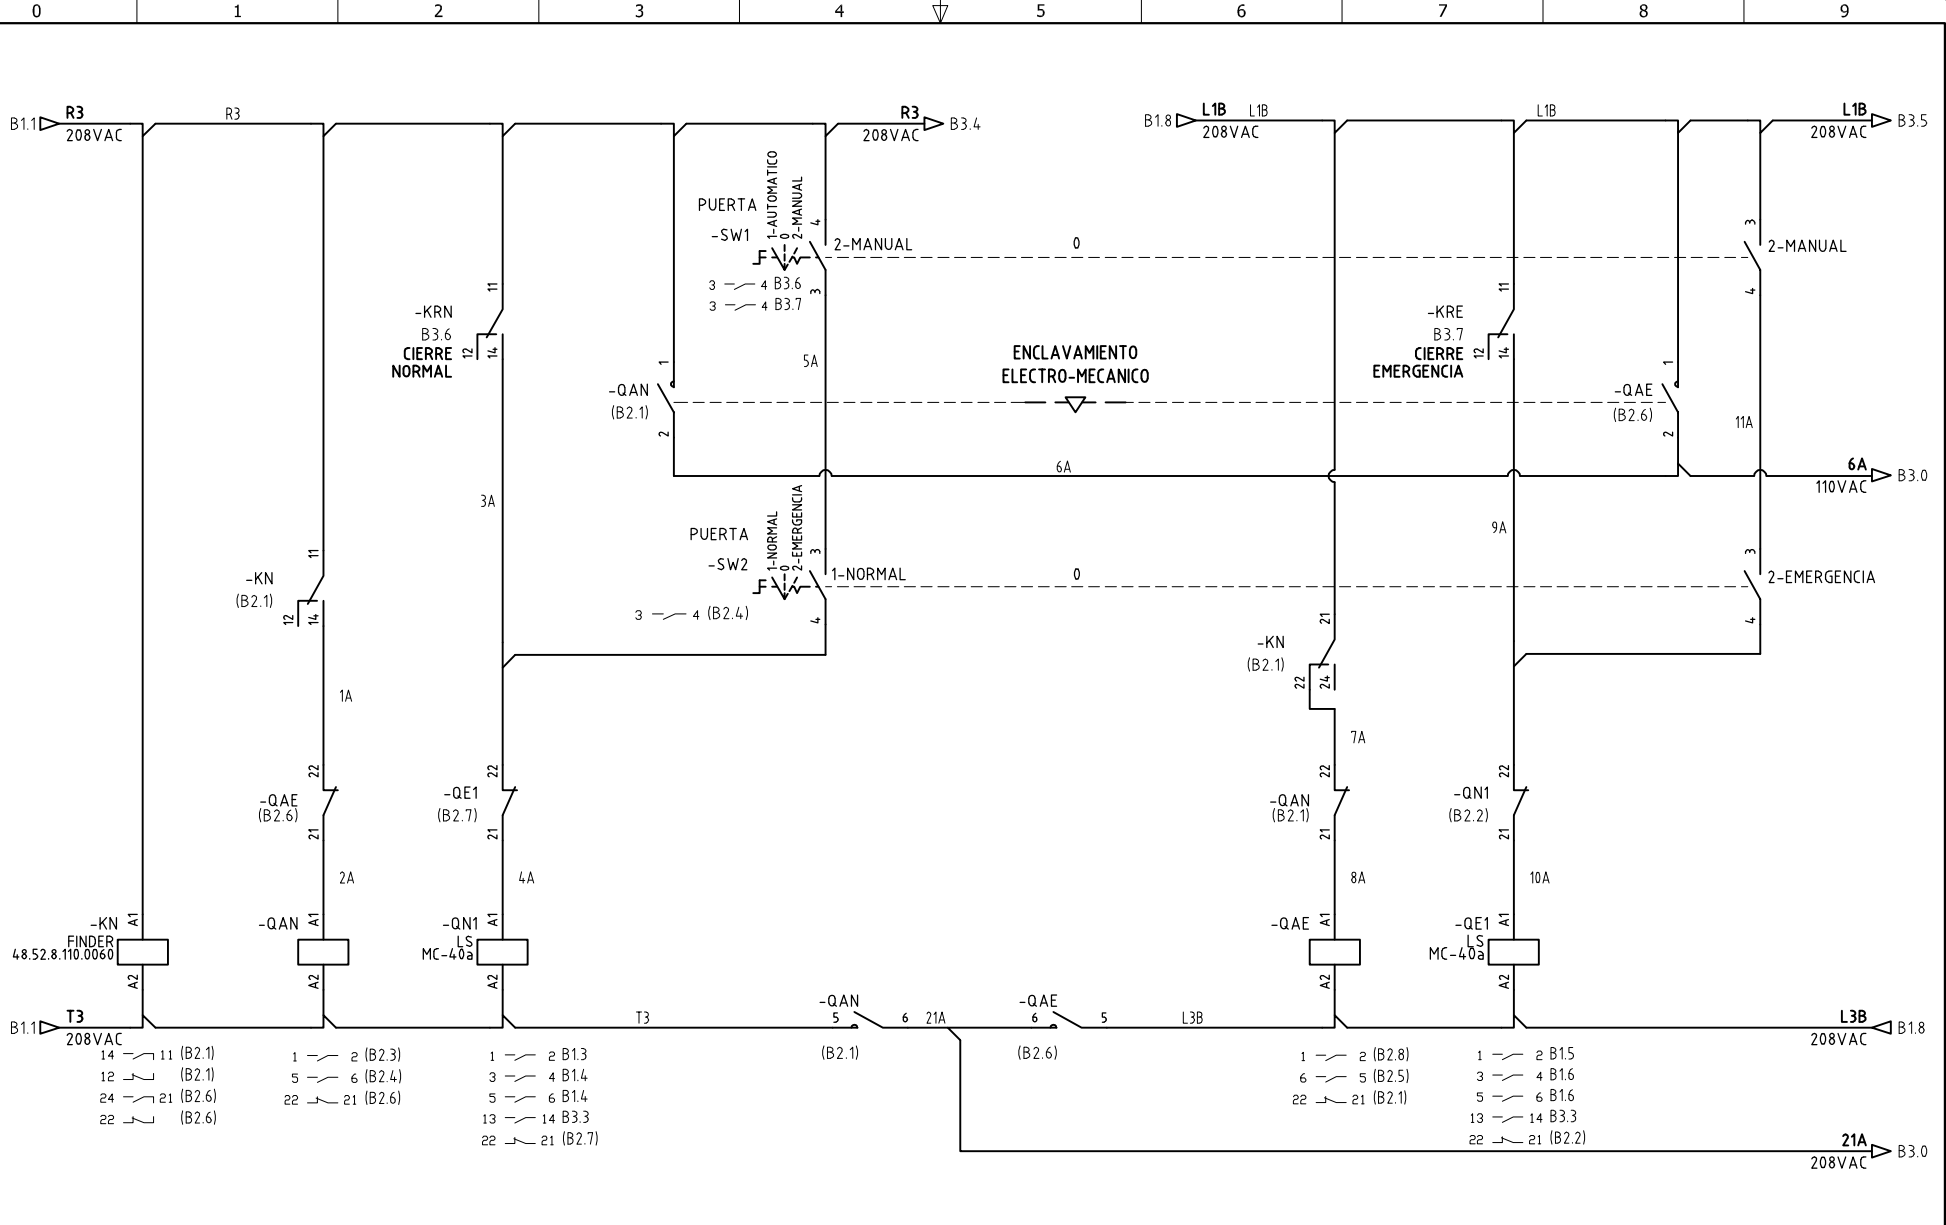 0 1 2 3 4 5 6 7 8 9
B1.1 R3 R3 R3 B3.4 B1.8 L1B L1B L1B L1B B3.5
208VAC 208VAC 208VAC 208VAC
1-AUTOMATICO
0
2-MANUAL
PUERTA
-SW1
4
2-MANUAL
3
3 4 B3.6
3 4 B3.7
0
3
2-MANUAL
4
11
-KRN
B3.6
CIERRE
NORMAL
12 14
11
-KRE
B3.7
CIERRE
EMERGENCIA
12 14
5A
ENCLAVAMIENTO
ELECTRO-MECANICO
1
-QAN
(B2.1)
2
1
-QAE
(B2.6)
2
11A
6A
6A
110VAC
B3.0
3A
9A
1-NORMAL
0
2-EMERGENCIA
PUERTA
-SW2
3
1-NORMAL
4
3 4 (B2.4)
0
3
2-EMERGENCIA
4
11
-KN
(B2.1)
12 14
21
-KN
(B2.1)
22 24
1A
7A
22
-QAE
(B2.6)
21
22
-QE1
(B2.7)
21
22
-QAN
(B2.1)
21
22
-QN1
(B2.2)
21
2A
4A
8A
10A
-KN A1
FINDER
48.52.8.110.0060
A2
-QAN A1
A2
-QN1 A1
LS
MC-40a
A2
-QAE A1
A2
-QE1 A1
LS
MC-40a
A2
B1.1 T3
208VAC
T3
-QAN
5 6
(B2.1)
21A
-QAE
6 5
(B2.6)
L3B
L3B
208VAC
B1.8
14 11 (B2.1)
12 (B2.1)
24 21 (B2.6)
22 (B2.6)
1 2 (B2.3)
5 6 (B2.4)
22 21 (B2.6)
1 2 B1.3
3 4 B1.4
5 6 B1.4
13 14 B3.3
22 21 (B2.7)
1 2 (B2.8)
6 5 (B2.5)
22 21 (B2.1)
1 2 B1.5
3 4 B1.6
5 6 B1.6
13 14 B3.3
22 21 (B2.2)
21A
208VAC
B3.0